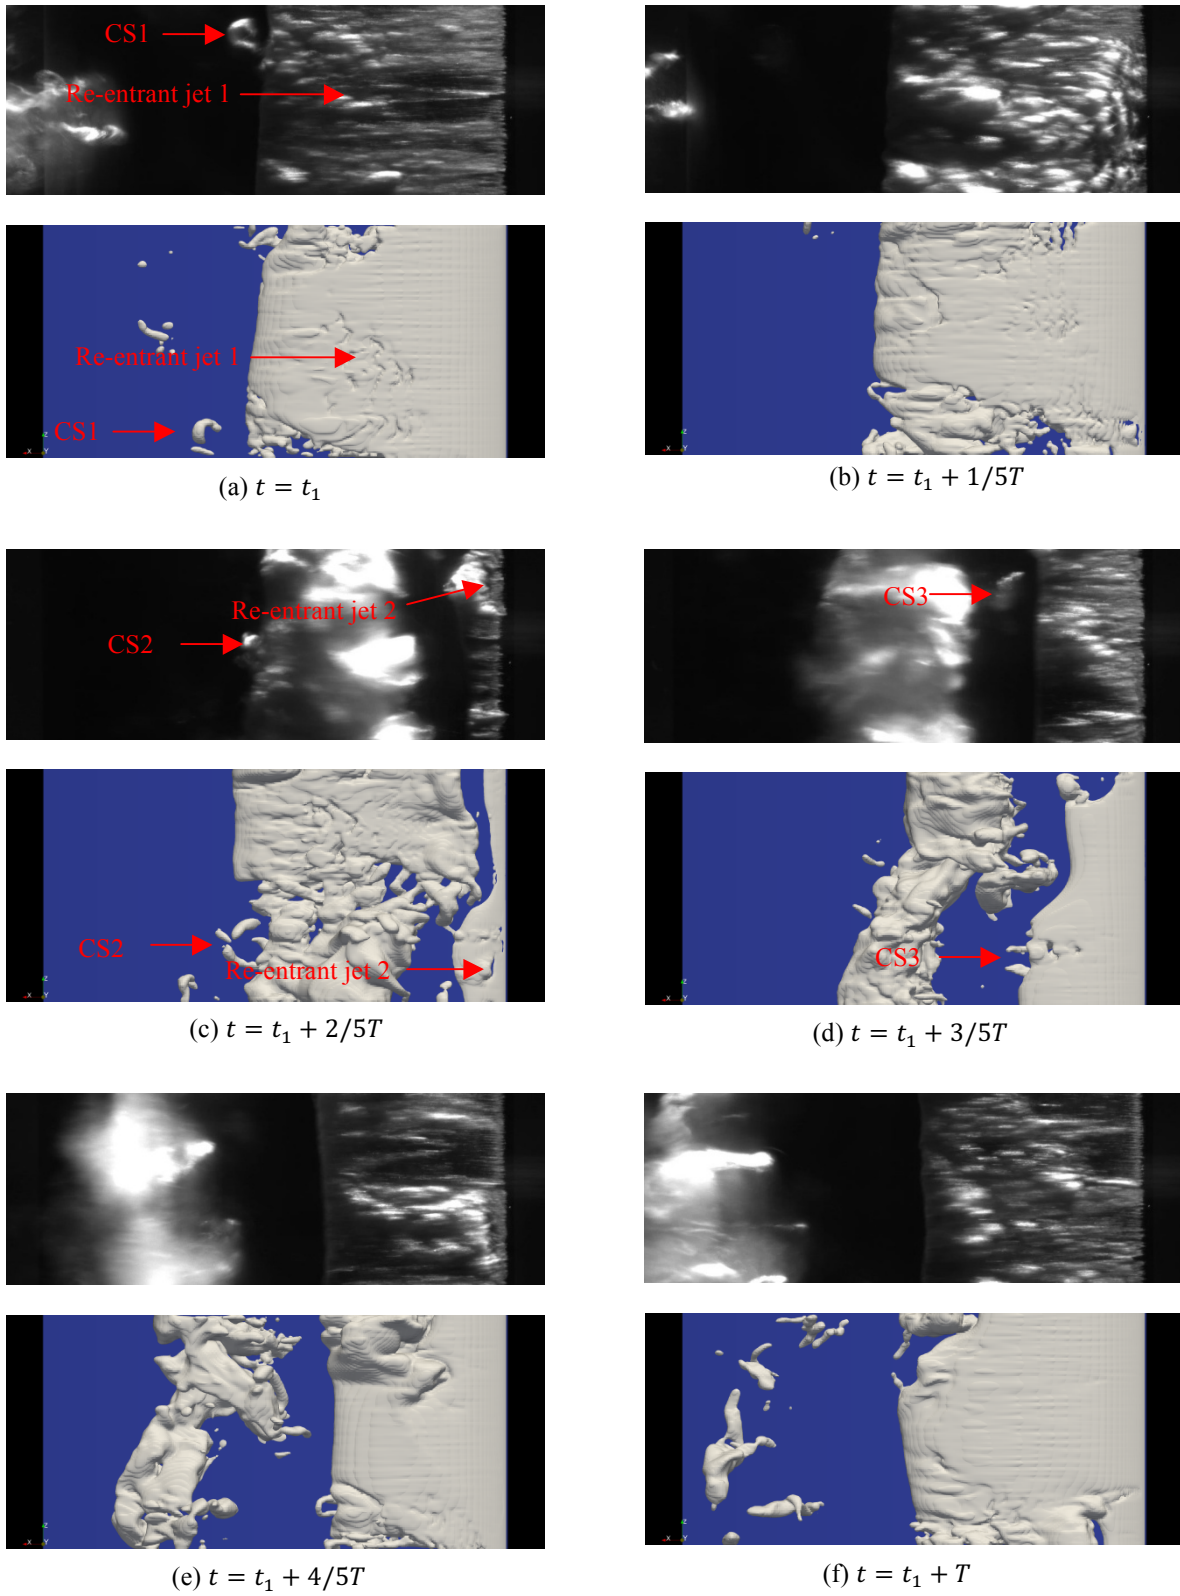 CS1
Re-entrant jet 1
Re-entrant jet 1
CS1
(a) t = t₁
(b) t = t₁ + 1/5T
Re-entrant jet 2
CS2
CS2
Re-entrant jet 2
(c) t = t₁ + 2/5T
CS3
CS3
(d) t = t₁ + 3/5T
(e) t = t₁ + 4/5T
(f) t = t₁ + T